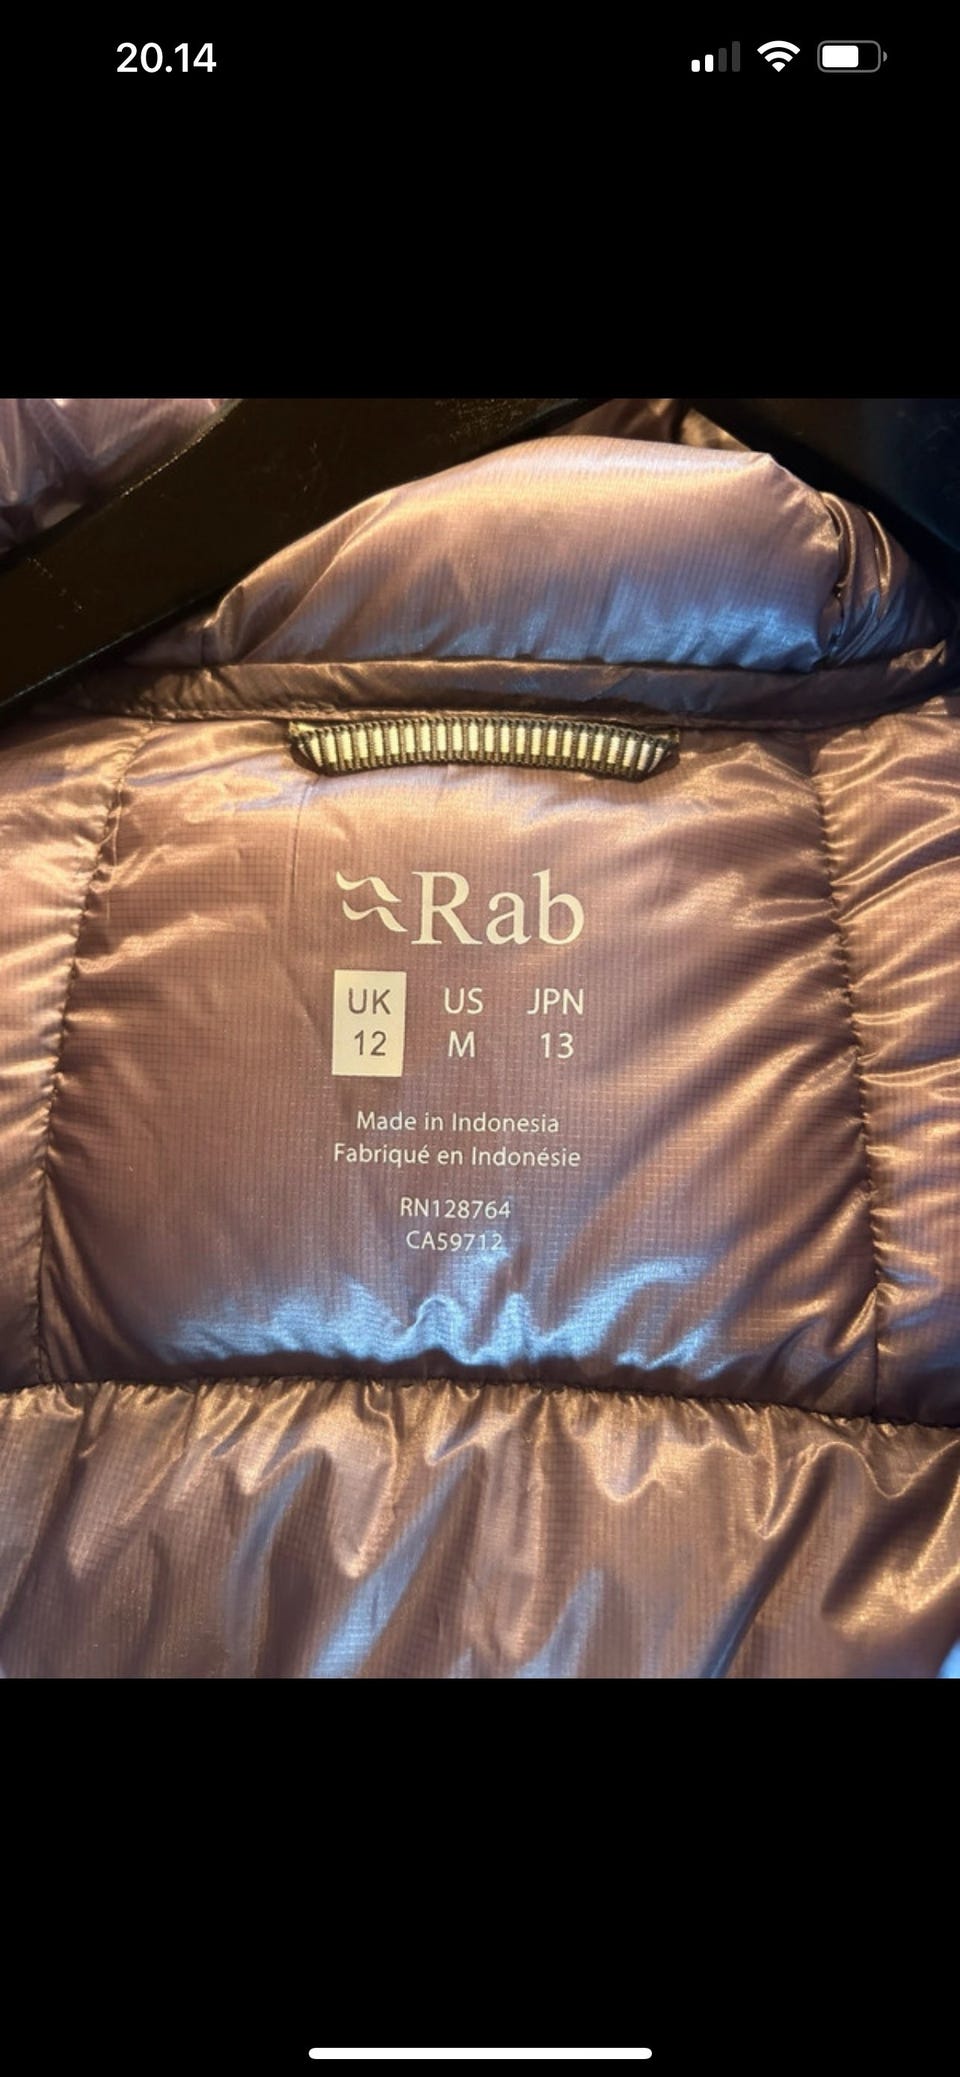 20.14
Rab
UK US JPN
12 M 13
Made in Indonesia
Fabriqué en Indonésie
RN128764
CA59712